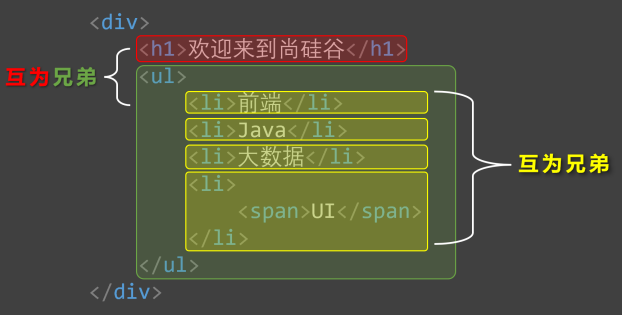 <div>
<h1>欢迎来到尚硅谷</h1>
互为兄弟
<ul>
<li>前端</li>
<li>Java</li>
<li>大数据</li>
互为兄弟
<li>
<span>UI</span>
</li>
</ul>
</div>